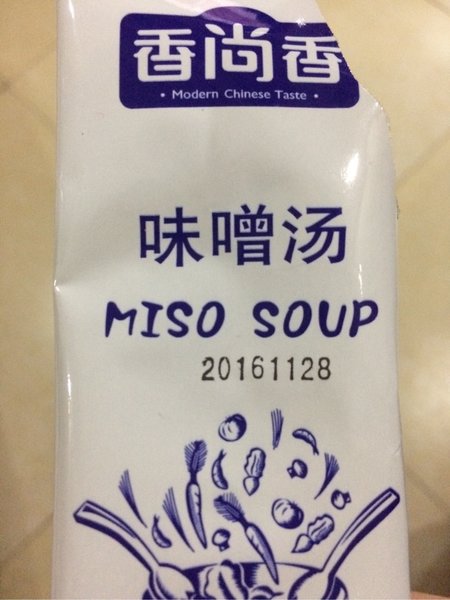 香尚香
• Modern Chinese Taste •
味噌汤
MISO SOUP
20161128